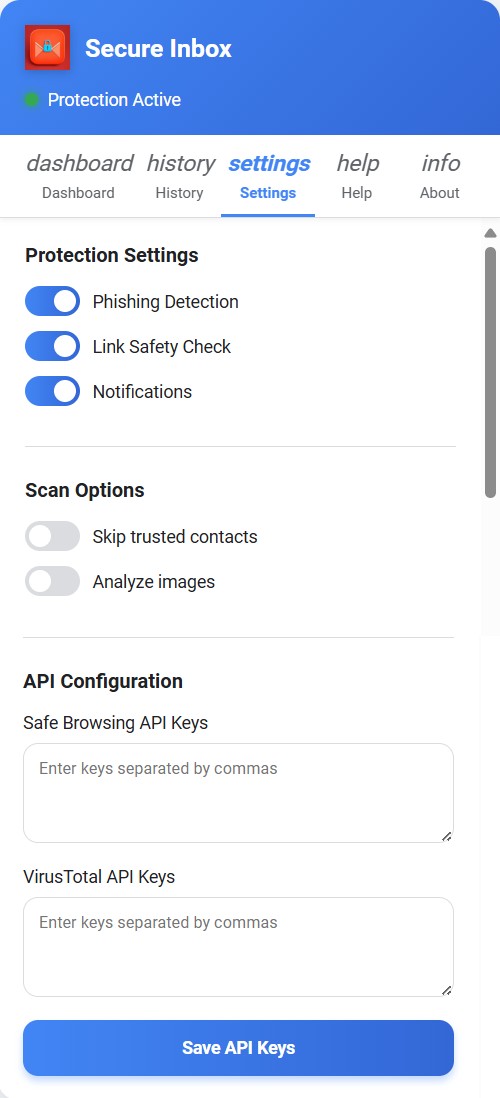 Secure Inbox
Protection Active
dashboard history settings help info
Dashboard History Settings Help About
Protection Settings
Phishing Detection
Link Safety Check
Notifications
Scan Options
Skip trusted contacts
Analyze images
API Configuration
Safe Browsing API Keys
Enter keys separated by commas
VirusTotal API Keys
Enter keys separated by commas
Save API Keys